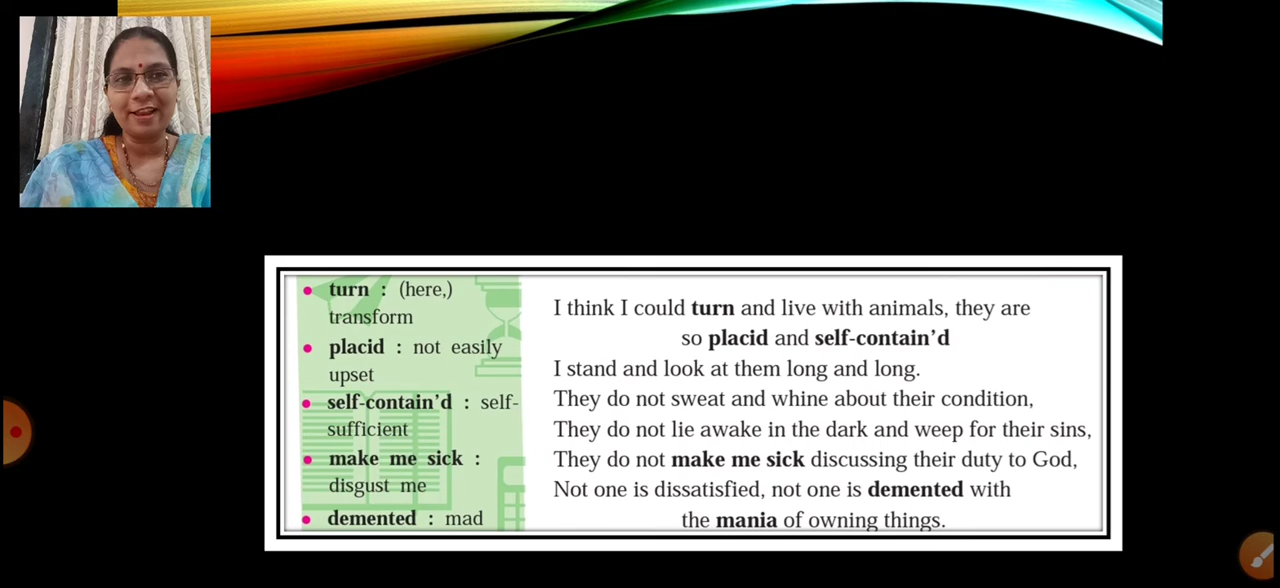 • turn : (here,)
transform
• placid : not easily
upset
• self-contain’d : self-
sufficient
• make me sick :
disgust me
• demented : mad
I think I could turn and live with animals, they are
so placid and self-contain’d
I stand and look at them long and long.
They do not sweat and whine about their condition,
They do not lie awake in the dark and weep for their sins,
They do not make me sick discussing their duty to God,
Not one is dissatisfied, not one is demented with
the mania of owning things.